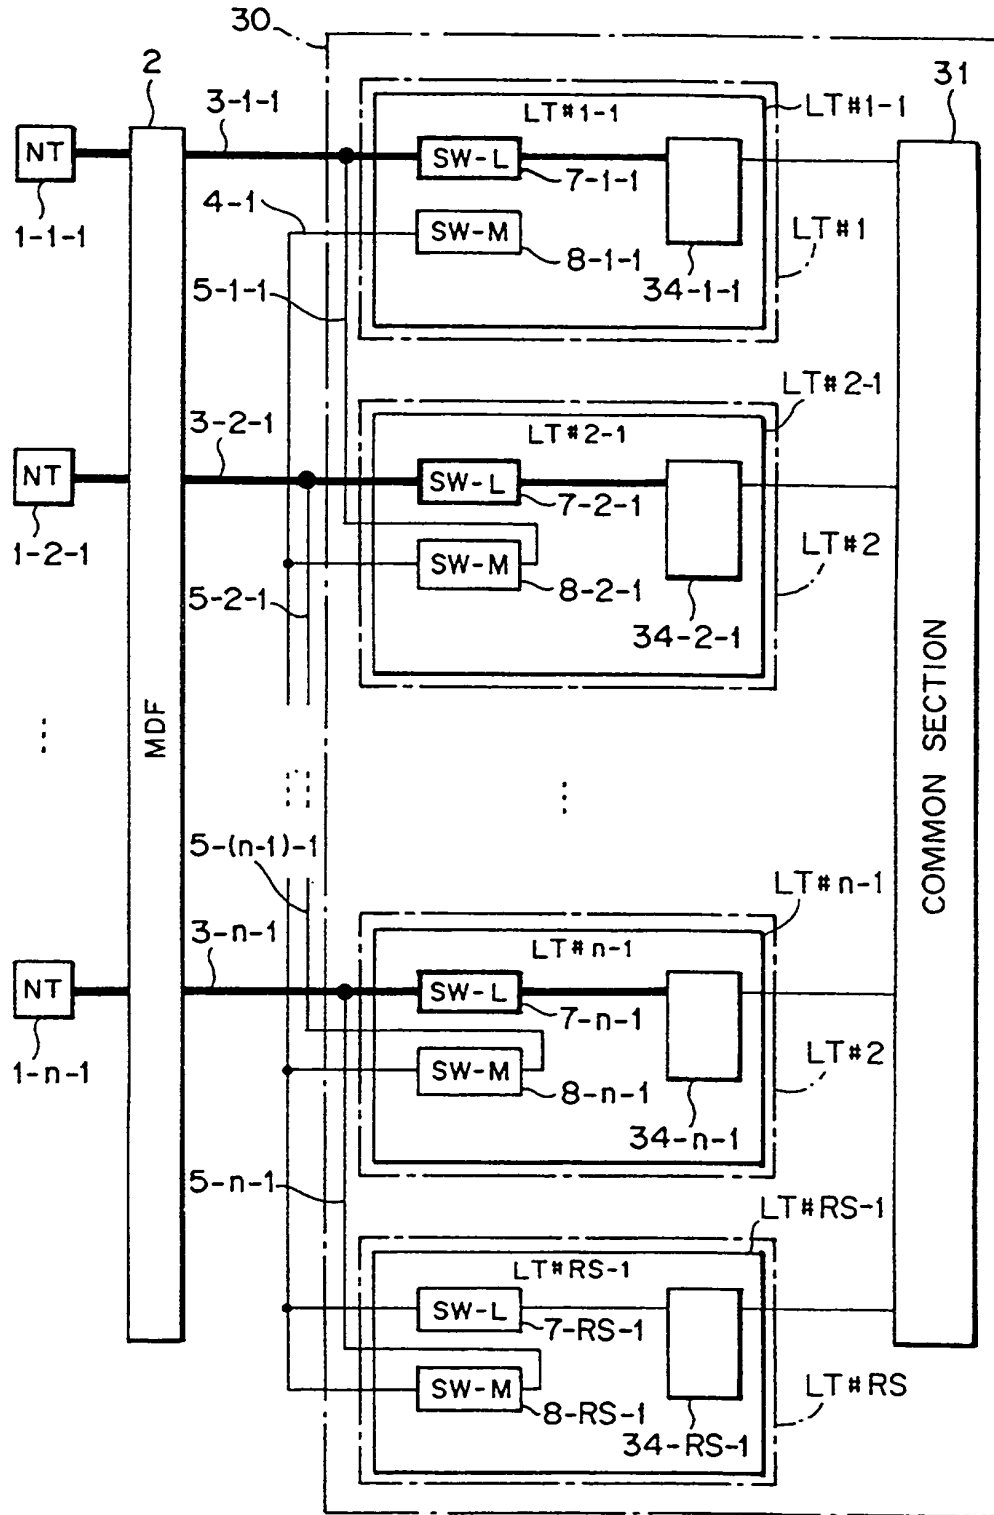 30
2
31
3-1-1
LT#1-1
LT#1-1
NT
SW-L
7-1-1
1-1-1
4-1
SW-M
8-1-1
LT#1
5-1-1
34-1-1
LT#2-1
3-2-1
LT#2-1
NT
SW-L
7-2-1
1-2-1
SW-M
8-2-1
LT#2
5-2-1
34-2-1
MDF
COMMON SECTION
5-(n-1)-1
LT#n-1
3-n-1
LT#n-1
NT
SW-L
7-n-1
1-n-1
SW-M
8-n-1
LT#2
34-n-1
5-n-1
LT#RS-1
LT#RS-1
SW-L
7-RS-1
SW-M
8-RS-1
LT#RS
34-RS-1